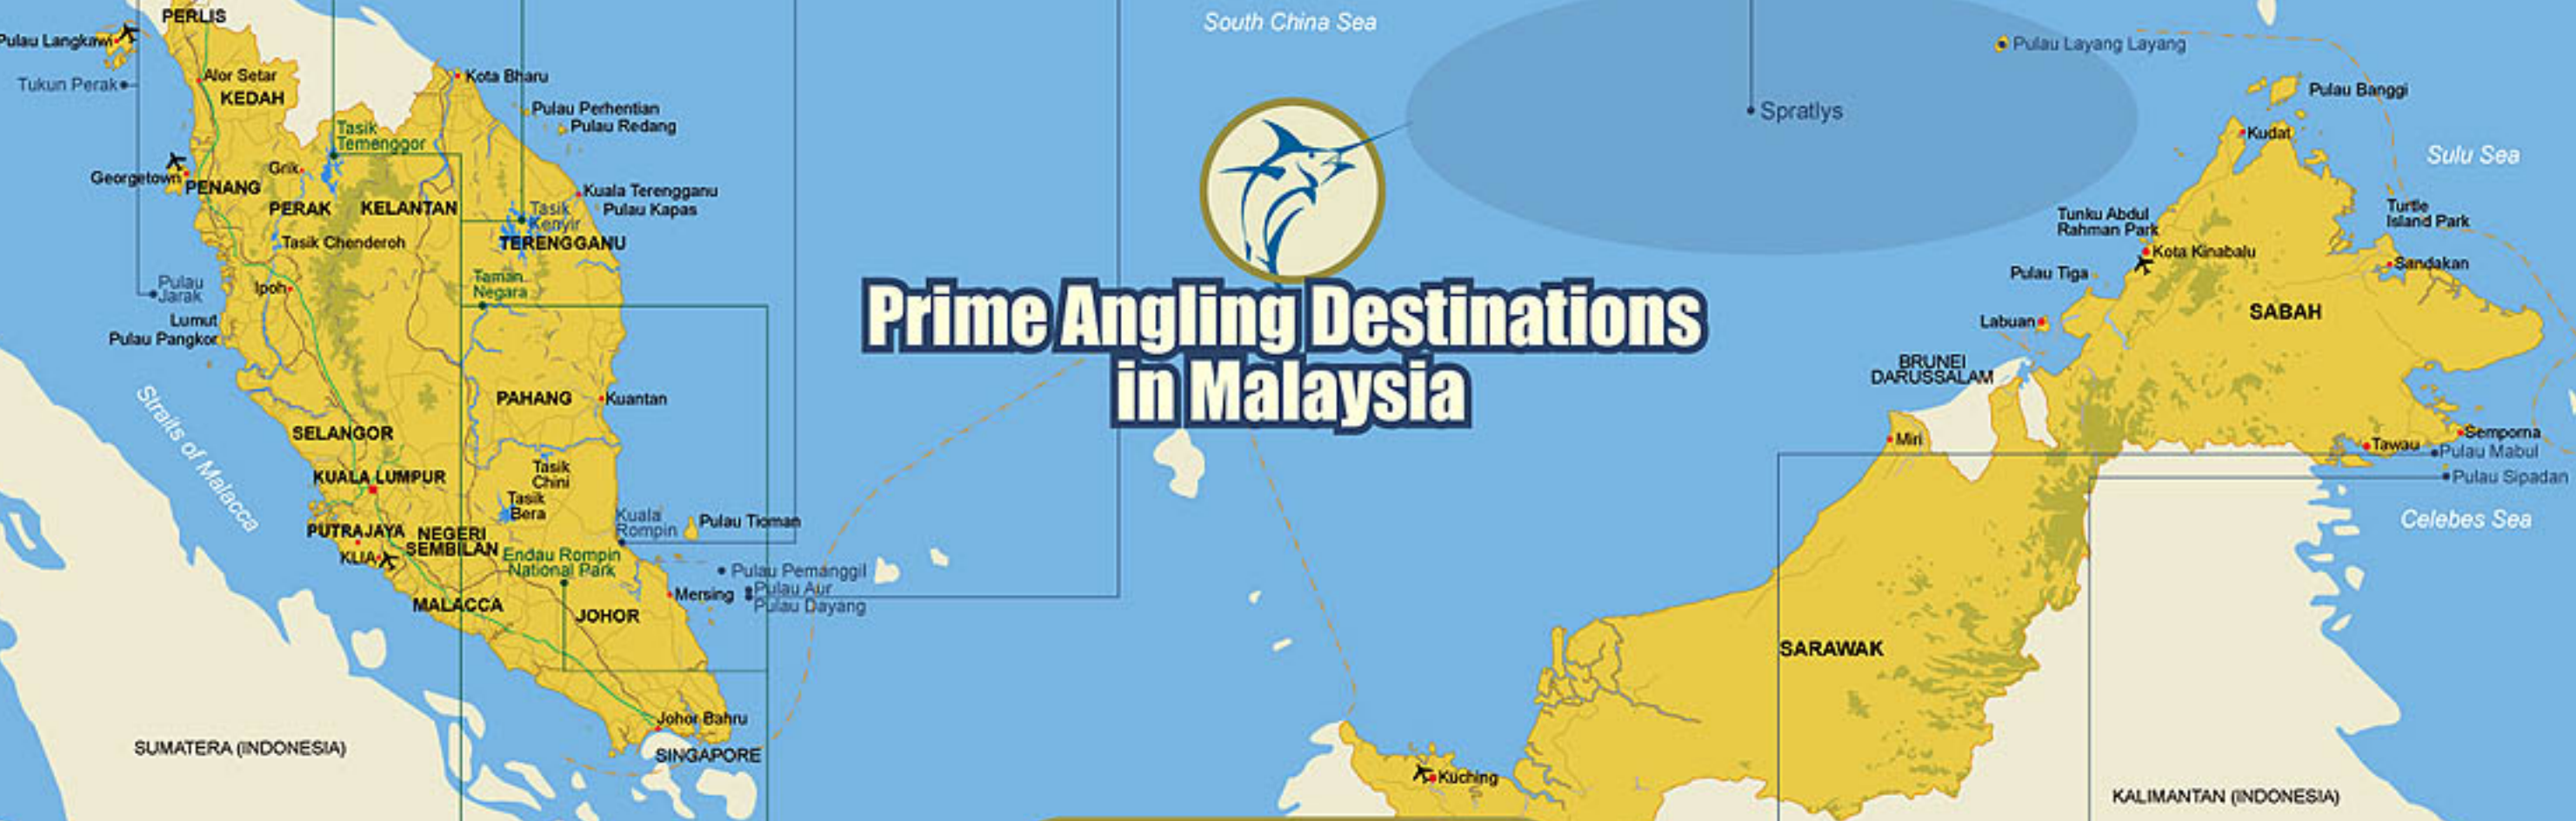 PERLIS
Pulau Langkawi
Tukun Perak
Alor Setar
KEDAH
Kota Bharu
Pulau Perhentian
Pulau Redang
Tasik
Temenggor
Grik
Georgetown
PENANG
PERAK
KELANTAN
Kuala Terengganu
Pulau Kapas
Tasik
Kenyir
TERENGGANU
Tasik Chenderoh
Taman
Negara
Pulau
Jarak
Ipoh
Lumut
Pulau Pangkor
Straits of Malacca
PAHANG
Kuantan
SELANGOR
KUALA LUMPUR
Tasik
Chini
Tasik
Bera
Kuala
Rompin
Pulau Tioman
PUTRAJAYA
NEGERI
SEMBILAN
KLIA
Endau Rompin
National Park
Pulau Pemanggil
Pulau Aur
Pulau Dayang
Mersing
MALACCA
JOHOR
Johor Bahru
SINGAPORE
SUMATERA (INDONESIA)
South China Sea
Prime Angling Destinations
in Malaysia
Spratlys
Pulau Layang Layang
Pulau Banggi
Kudat
Sulu Sea
Turtle
Island Park
Tunku Abdul
Rahman Park
Kota Kinabalu
Pulau Tiga
Sandakan
SABAH
Labuan
BRUNEI
DARUSSALAM
Miri
Tawau
Semporna
Pulau Mabul
Pulau Sipadan
Celebes Sea
SARAWAK
Kuching
KALIMANTAN (INDONESIA)